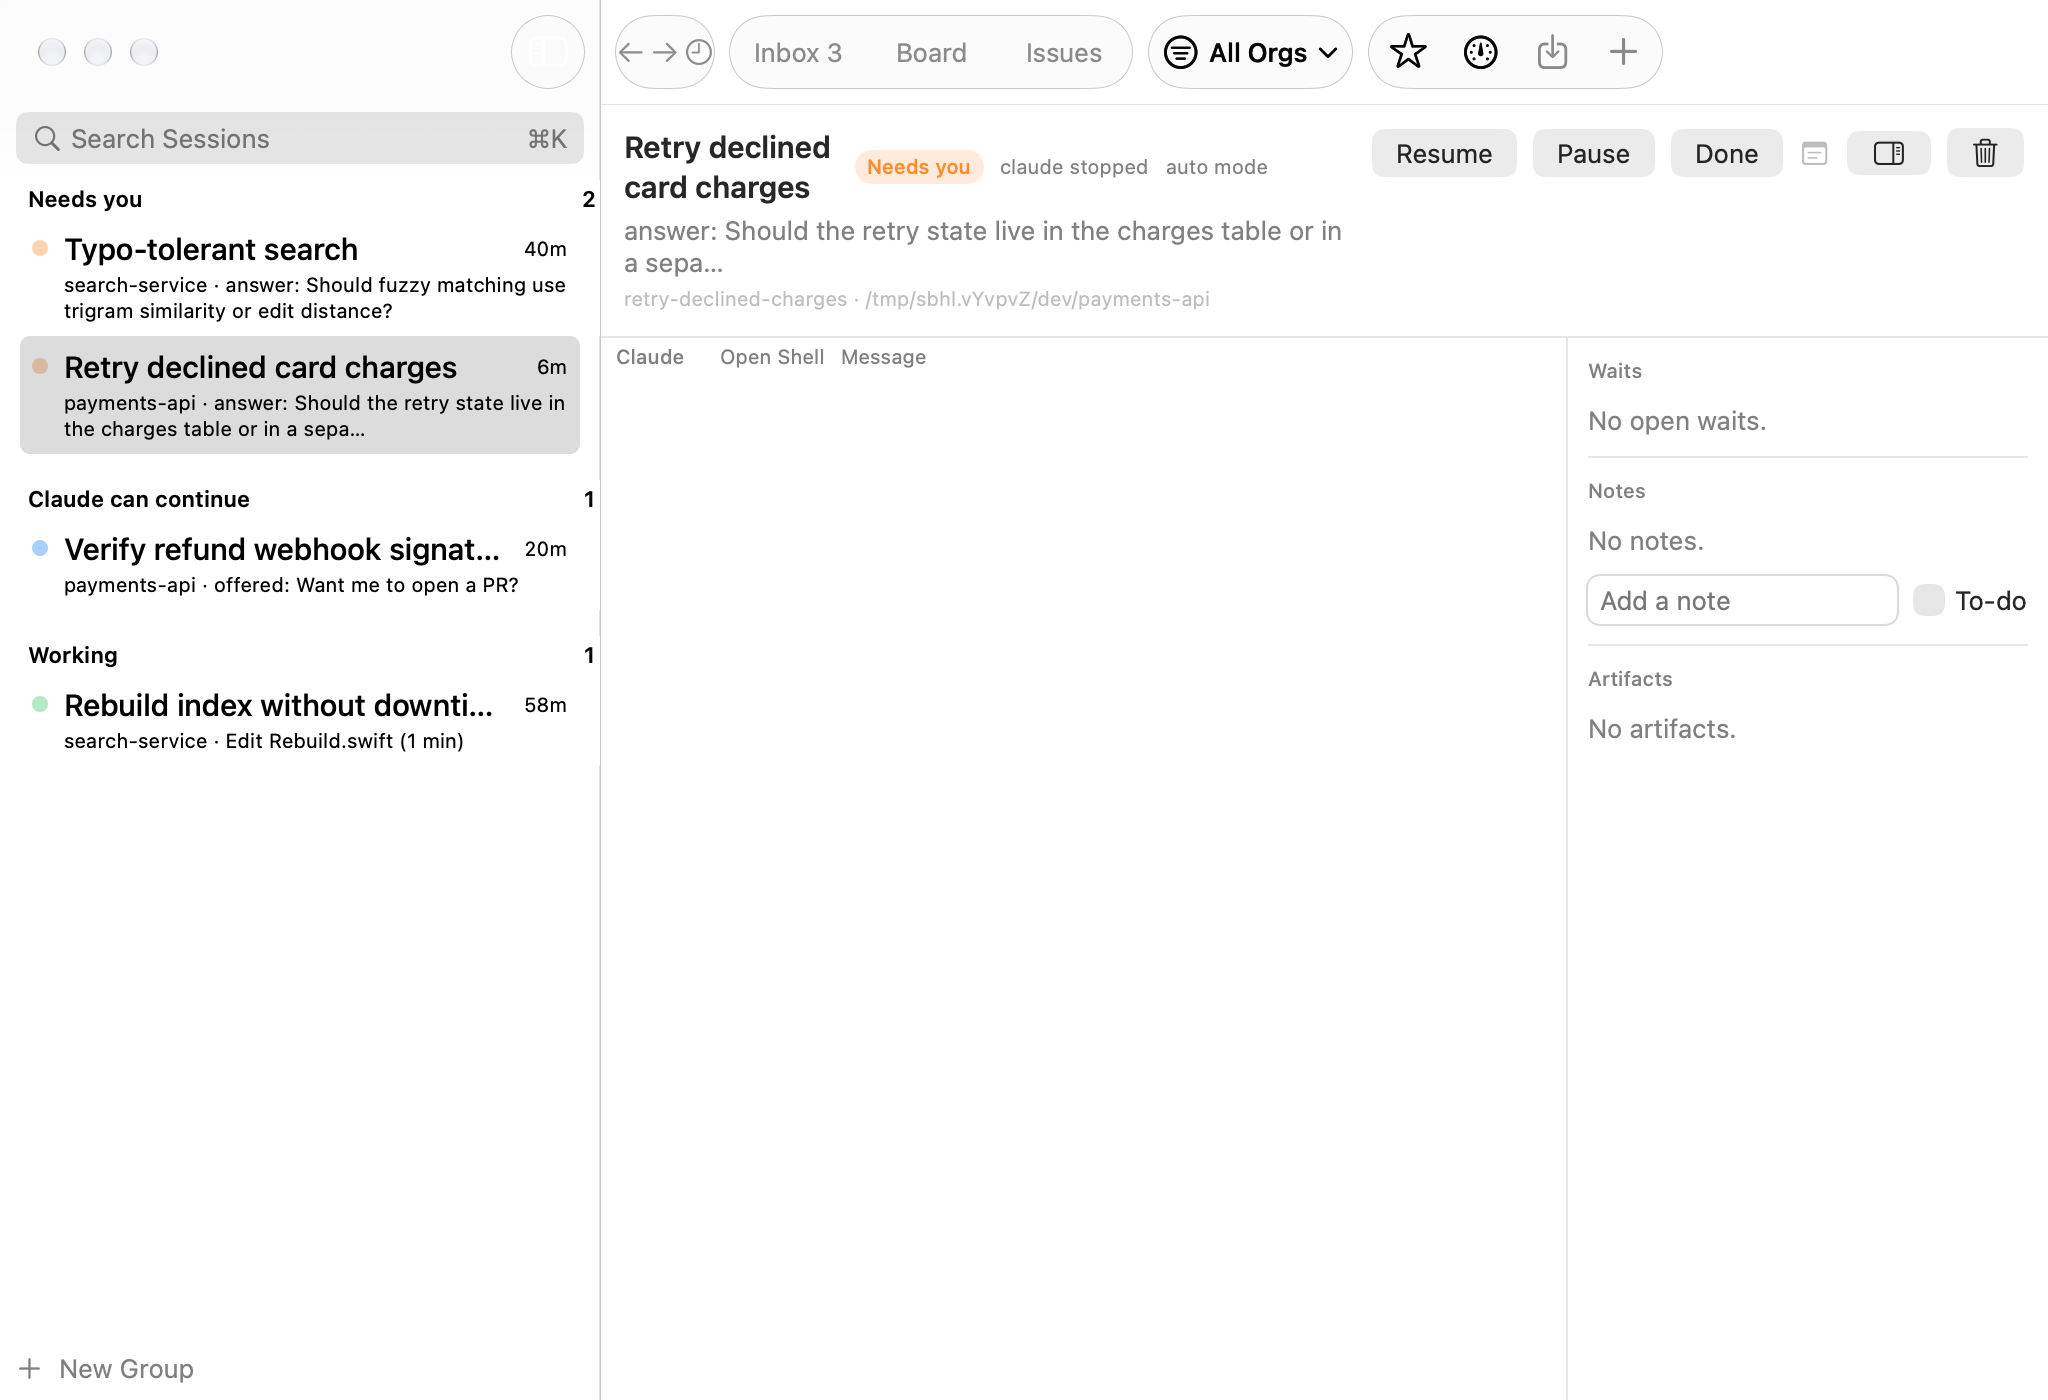 Search Sessions ⌘K
Needs you 2
Typo-tolerant search 40m
search-service · answer: Should fuzzy matching use
trigram similarity or edit distance?
Retry declined card charges 6m
payments-api · answer: Should the retry state live in
the charges table or in a sepa...
Claude can continue 1
Verify refund webhook signat... 20m
payments-api · offered: Want me to open a PR?
Working 1
Rebuild index without downti... 58m
search-service · Edit Rebuild.swift (1 min)
New Group
Inbox 3 Board Issues All Orgs
Retry declined
card charges
Needs you claude stopped auto mode
Resume Pause Done
answer: Should the retry state live in the charges table or in
a sepa...
retry-declined-charges · /tmp/sbhl.vYvpvZ/dev/payments-api
Claude Open Shell Message
Waits
No open waits.
Notes
No notes.
Add a note To-do
Artifacts
No artifacts.